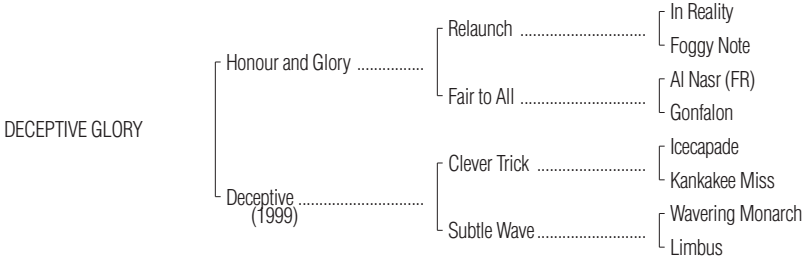 In Reality
Relaunch ..............................
Foggy Note
Honour and Glory ................
Al Nasr (FR)
Fair to All ..............................
Gonfalon
DECEPTIVE GLORY
Icecapade
Clever Trick ..........................
Kankakee Miss
Deceptive ..............................
(1999)
Wavering Monarch
Subtle Wave ..........................
Limbus